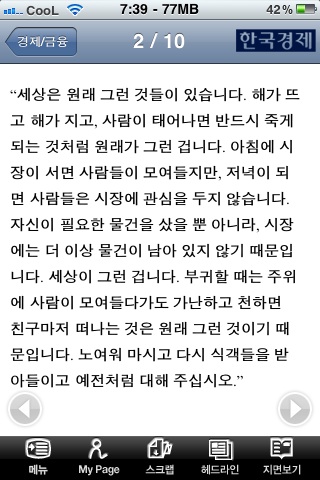 CooL 7:39 - 77MB 42%
경제/금융 2 / 10 한국경제
“세상은 원래 그런 것들이 있습니다. 해가 뜨
고 해가 지고, 사람이 태어나면 반드시 죽게
되는 것처럼 원래가 그런 겁니다. 아침에 시
장이 서면 사람들이 모여들지만, 저녁이 되
면 사람들은 시장에 관심을 두지 않습니다.
자신이 필요한 물건을 샀을 뿐 아니라, 시장
에는 더 이상 물건이 남아 있지 않기 때문입
니다. 세상이 그런 겁니다. 부귀할 때는 주위
에 사람이 모여들다가도 가난하고 천하면
친구마저 떠나는 것은 원래 그런 것이기 때
문입니다. 노여워 마시고 다시 식객들을 받
아들이고 예전처럼 대해 주십시오.”
메뉴 My Page 스크랩 헤드라인 지면보기